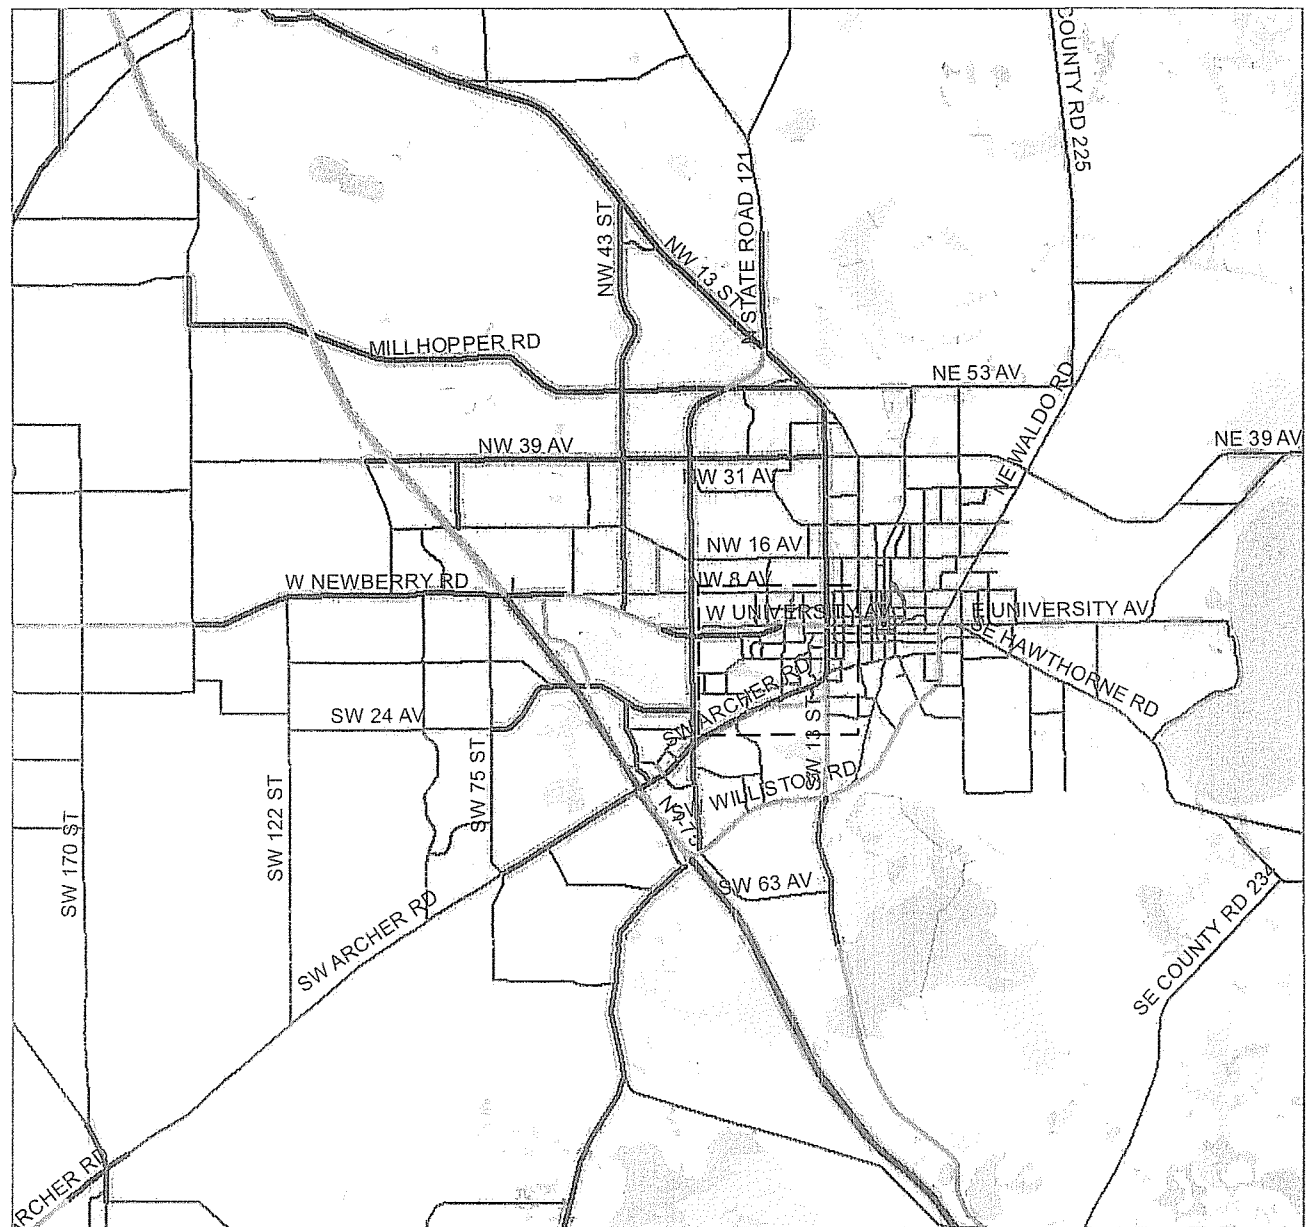 COUNTY RD 225
STATE ROAD 121
NW 43 ST
NW 13 ST
MILLHOPPER RD
NE 53 AV
NE WALDO RD
NE 39 AV
NW 39 AV
W 31 AV
NW 16 AV
NW 8 AV
W NEWBERRY RD
W UNIVERSITY AV
E UNIVERSITY AV
SE HAWTHORNE RD
SW ARCHER RD
SW 24 AV
SW 13 ST
SW 75 ST
SW 122 ST
WILLISTON RD
SW 170 ST
SW 63 AV
SW ARCHER RD
SE COUNTY RD 234
ARCHER RD